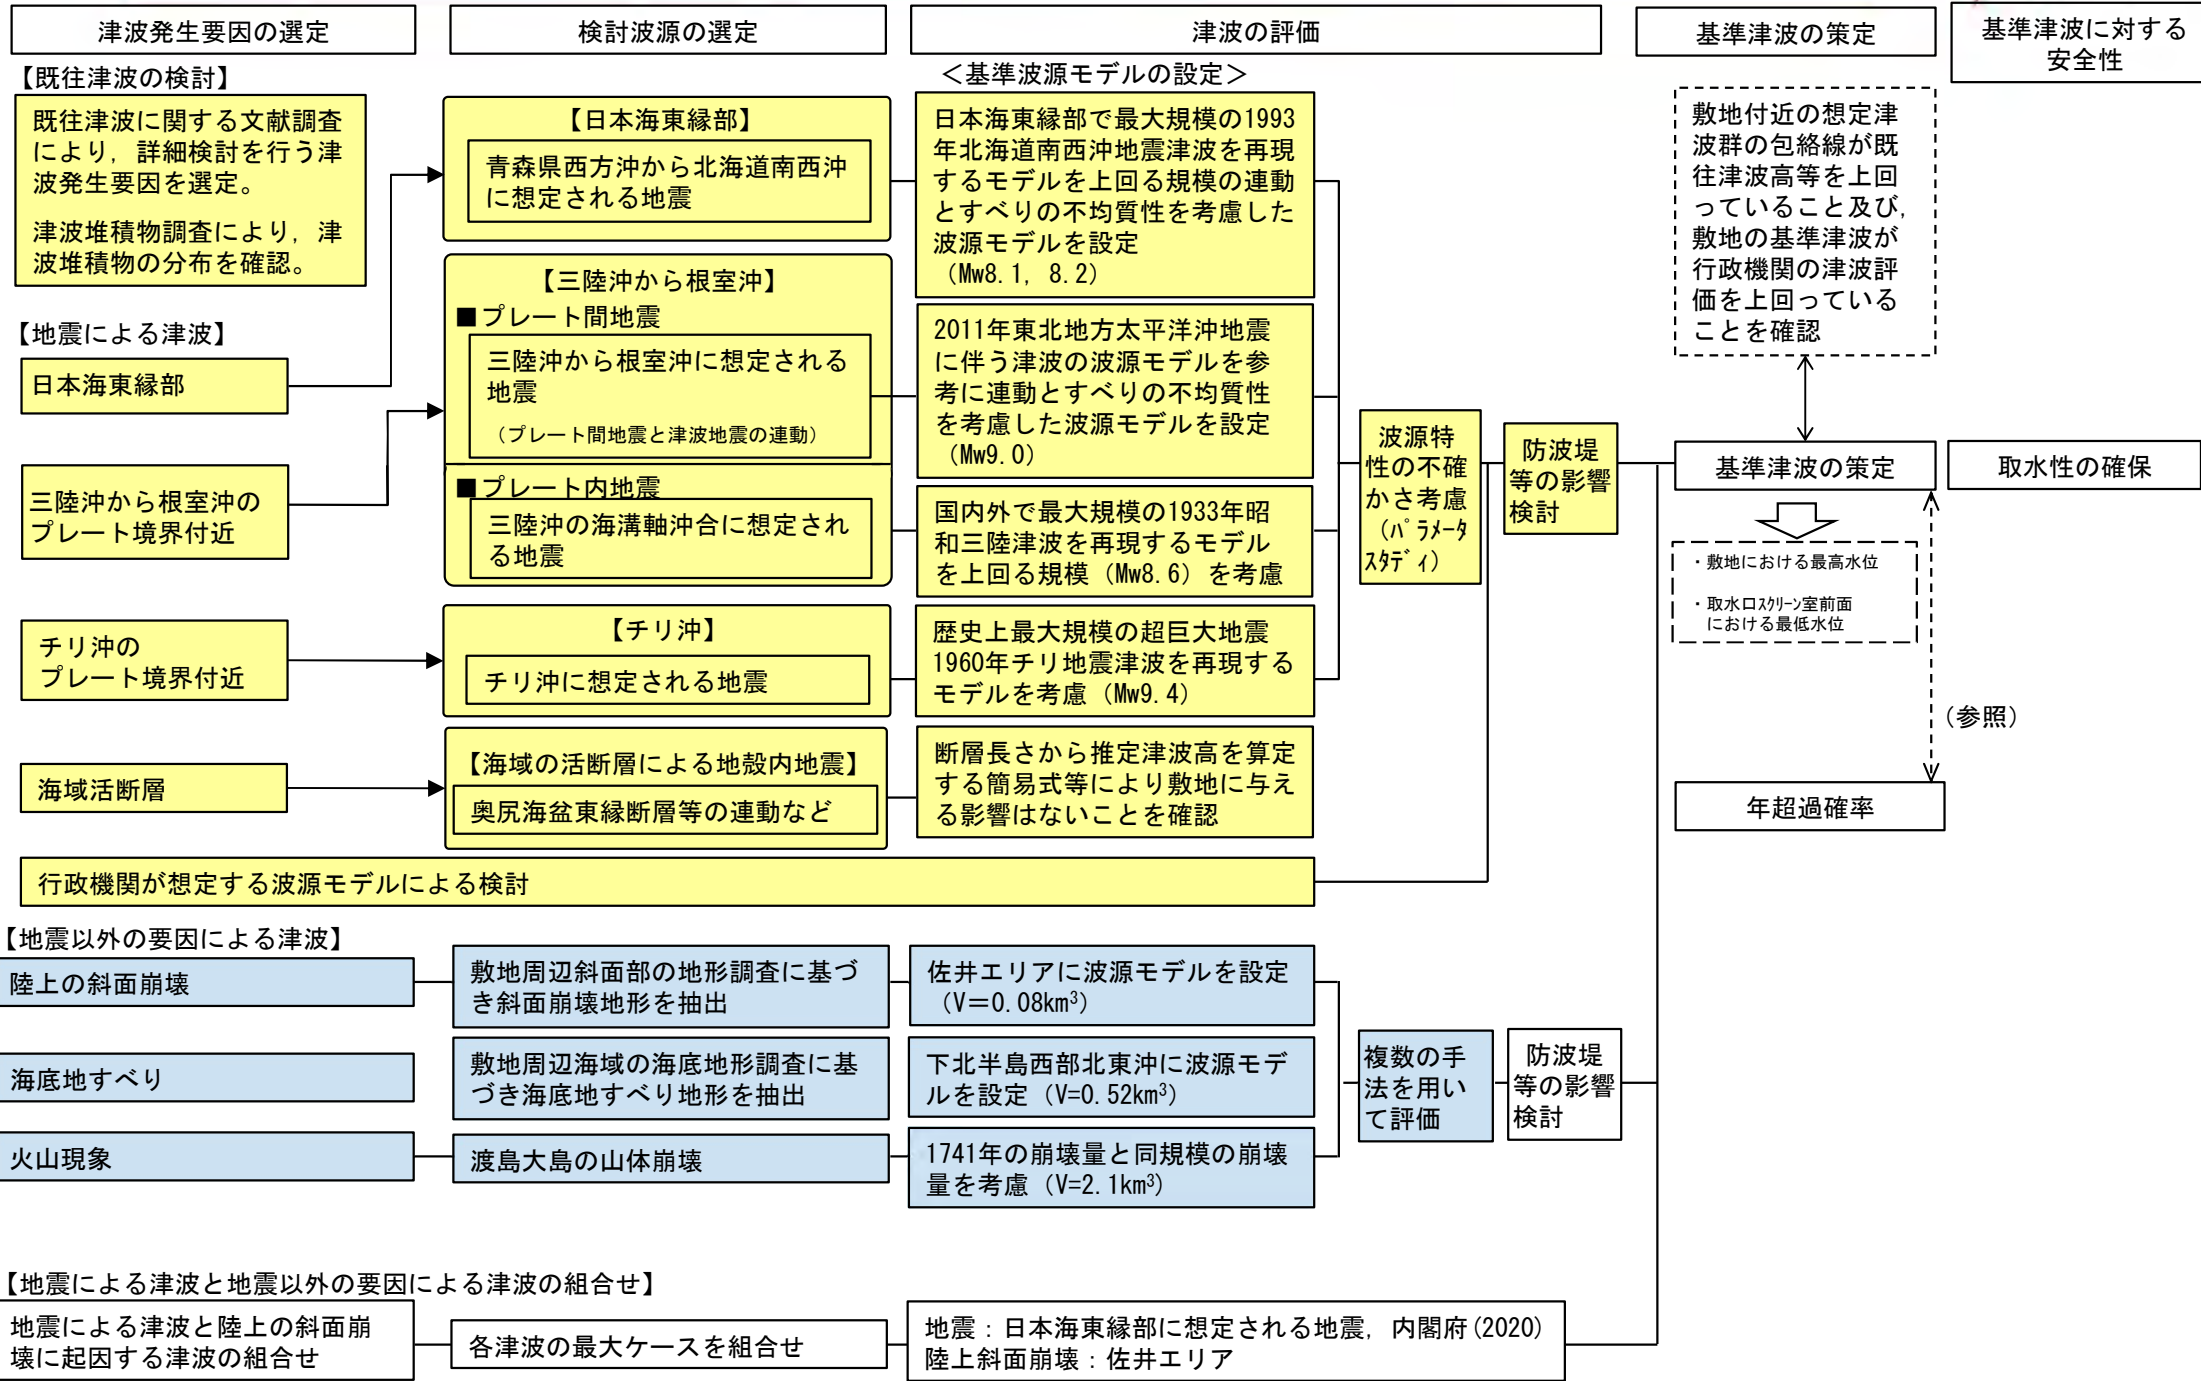 津波発生要因の選定
検討波源の選定
津波の評価
基準津波の策定
基準津波に対する
安全性
【既往津波の検討】
既往津波に関する文献調査
により，詳細検討を行う津
波発生要因を選定。
津波堆積物調査により，津
波堆積物の分布を確認。
【地震による津波】
日本海東縁部
三陸沖から根室沖の
プレート境界付近
チリ沖の
プレート境界付近
海域活断層
【日本海東縁部】
青森県西方沖から北海道南西沖
に想定される地震
【三陸沖から根室沖】
■プレート間地震
三陸沖から根室沖に想定される
地震
（プレート間地震と津波地震の連動）
■プレート内地震
三陸沖の海溝軸沖合に想定され
る地震
【チリ沖】
チリ沖に想定される地震
【海域の活断層による地殻内地震】
奥尻海盆東縁断層等の連動など
＜基準波源モデルの設定＞
日本海東縁部で最大規模の1993
年北海道南西沖地震津波を再現
するモデルを上回る規模の連動
とすべりの不均質性を考慮した
波源モデルを設定
（Mw8.1，8.2）
2011年東北地方太平洋沖地震
に伴う津波の波源モデルを参
考に連動とすべりの不均質性
を考慮した波源モデルを設定
（Mw9.0）
国内外で最大規模の1933年昭
和三陸津波を再現するモデル
を上回る規模（Mw8.6）を考慮
歴史上最大規模の超巨大地震
1960年チリ地震津波を再現する
モデルを考慮（Mw9.4）
断層長さから推定津波高を算定
する簡易式等により敷地に与え
る影響はないことを確認
行政機関が想定する波源モデルによる検討
波源特
性の不確
かさ考慮
（ﾊﾟﾗﾒｰﾀ
ｽﾀﾃﾞｨ）
防波堤
等の影響
検討
敷地付近の想定津
波群の包絡線が既
往津波高等を上回
っていること及び，
敷地の基準津波が
行政機関の津波評
価を上回っている
ことを確認
基準津波の策定
取水性の確保
・敷地における最高水位
・取水口ｽｸﾘｰﾝ室前面
における最低水位
（参照）
年超過確率
【地震以外の要因による津波】
陸上の斜面崩壊
敷地周辺斜面部の地形調査に基づ
き斜面崩壊地形を抽出
佐井エリアに波源モデルを設定
（V＝0.08km³）
海底地すべり
敷地周辺海域の海底地形調査に基
づき海底地すべり地形を抽出
下北半島西部北東沖に波源モデ
ルを設定（V=0.52km³）
火山現象
渡島大島の山体崩壊
1741年の崩壊量と同規模の崩壊
量を考慮（V=2.1km³）
複数の手
法を用い
て評価
防波堤
等の影響
検討
【地震による津波と地震以外の要因による津波の組合せ】
地震による津波と陸上の斜面崩
壊に起因する津波の組合せ
各津波の最大ケースを組合せ
地震：日本海東縁部に想定される地震，内閣府(2020)
陸上斜面崩壊：佐井エリア